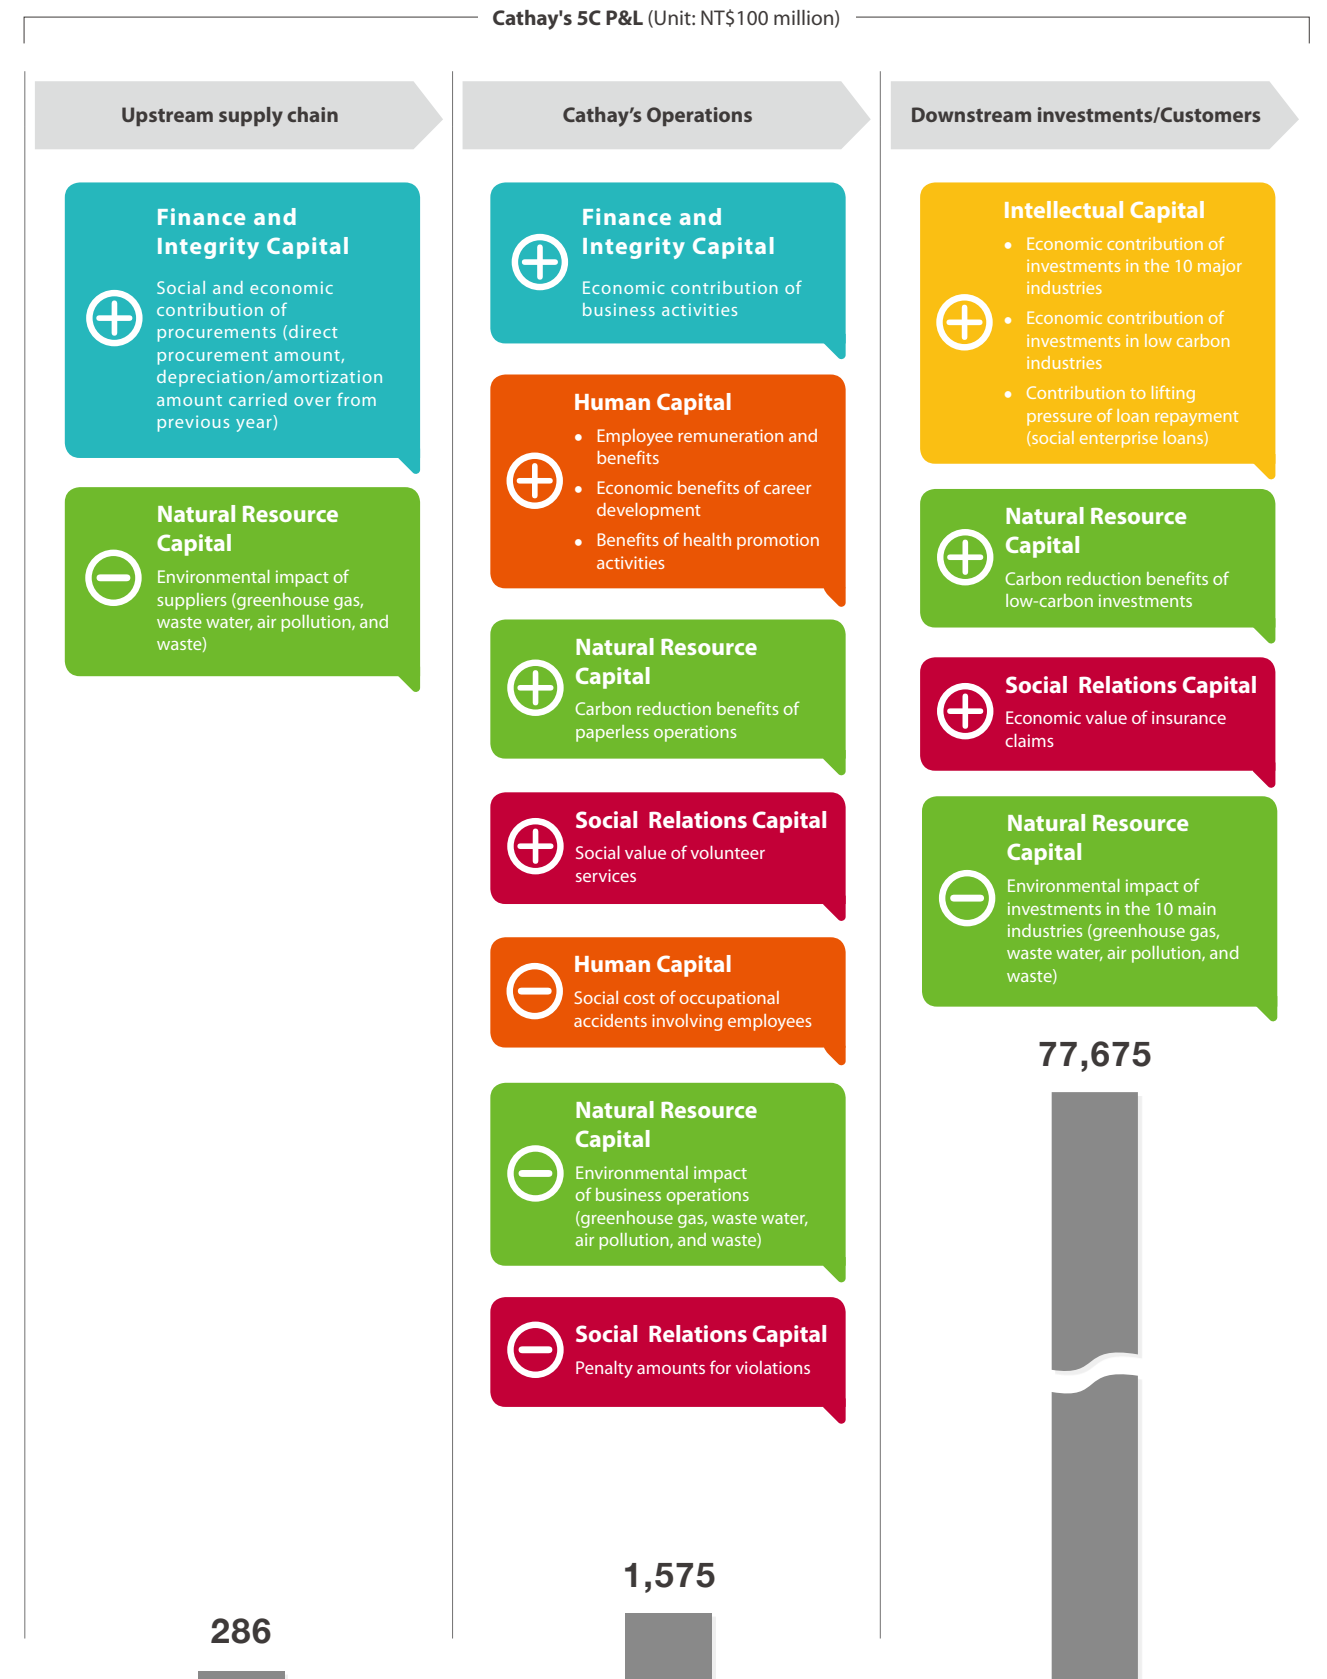 Cathay's 5C P&L (Unit: NT$100 million)
Upstream supply chain
Finance and
Integrity Capital
Social and economic
contribution of
procurements (direct
procurement amount,
depreciation/amortization
amount carried over from
previous year)
Natural Resource
Capital
Environmental impact of
suppliers (greenhouse gas,
waste water, air pollution, and
waste)
286
Cathay's Operations
Finance and
Integrity Capital
Economic contribution of
business activities
Human Capital
• Employee remuneration and
benefits
• Economic benefits of career
development
• Benefits of health promotion
activities
Natural Resource
Capital
Carbon reduction benefits of
paperless operations
Social Relations Capital
Social value of volunteer
services
Human Capital
Social cost of occupational
accidents involving employees
Natural Resource
Capital
Environmental impact
of business operations
(greenhouse gas, waste water,
air pollution, and waste)
Social Relations Capital
Penalty amounts for violations
1,575
Downstream investments/Customers
Intellectual Capital
• Economic contribution of
investments in the 10 major
industries
• Economic contribution of
investments in low carbon
industries
• Contribution to lifting
pressure of loan repayment
(social enterprise loans)
Natural Resource
Capital
Carbon reduction benefits of
low-carbon investments
Social Relations Capital
Economic value of insurance
claims
Natural Resource
Capital
Environmental impact of
investments in the 10 main
industries (greenhouse gas,
waste water, air pollution, and
waste)
77,675